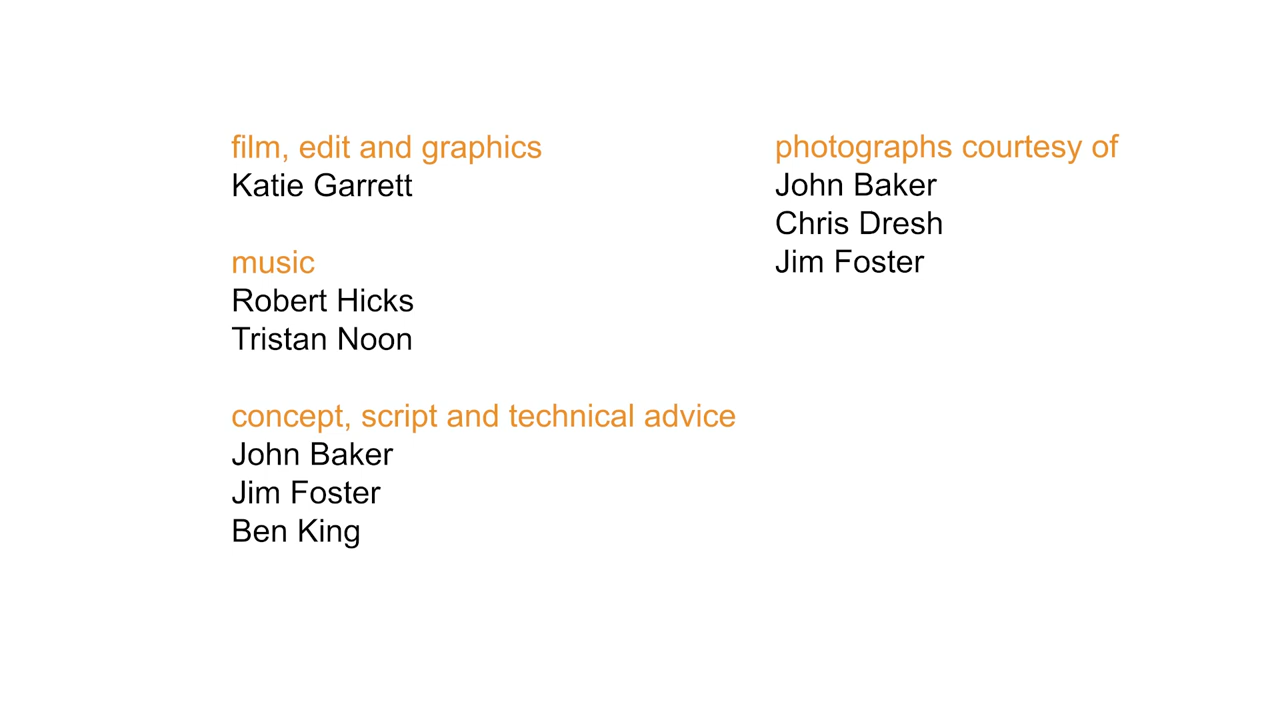 film, edit and graphics
Katie Garrett
music
Robert Hicks
Tristan Noon
concept, script and technical advice
John Baker
Jim Foster
Ben King
photographs courtesy of
John Baker
Chris Dresh
Jim Foster